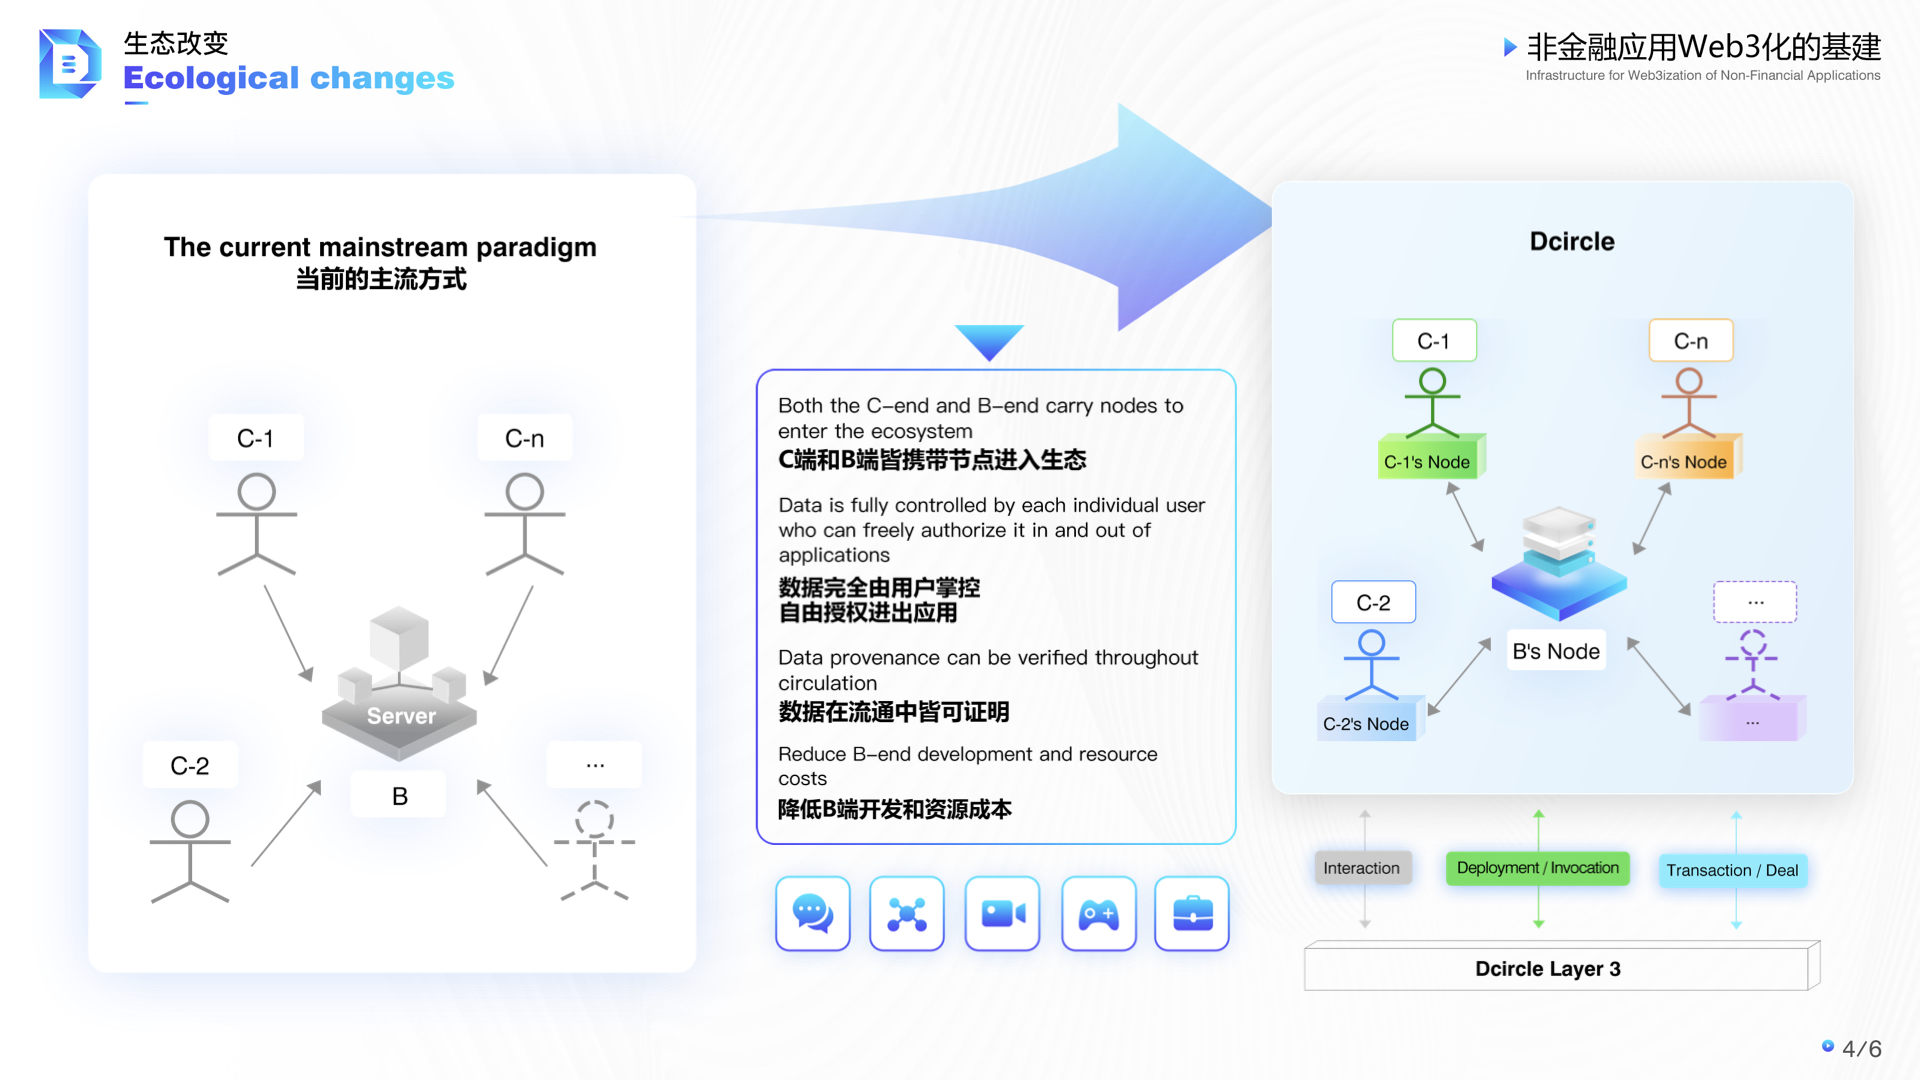 生态改变
Ecological changes
非金融应用Web3化的基建
Infrastructure for Web3ization of Non-Financial Applications
The current mainstream paradigm
当前的主流方式
C-1
C-n
Server
C-2
...
B
Both the C–end and B–end carry nodes to
enter the ecosystem
C端和B端皆携带节点进入生态
Data is fully controlled by each individual user
who can freely authorize it in and out of
applications
数据完全由用户掌控
自由授权进出应用
Data provenance can be verified throughout
circulation
数据在流通中皆可证明
Reduce B–end development and resource
costs
降低B端开发和资源成本
Dcircle
C-1
C-n
C-1's Node
C-n's Node
C-2
...
B's Node
C-2's Node
...
Interaction
Deployment / Invocation
Transaction / Deal
Dcircle Layer 3
4/6